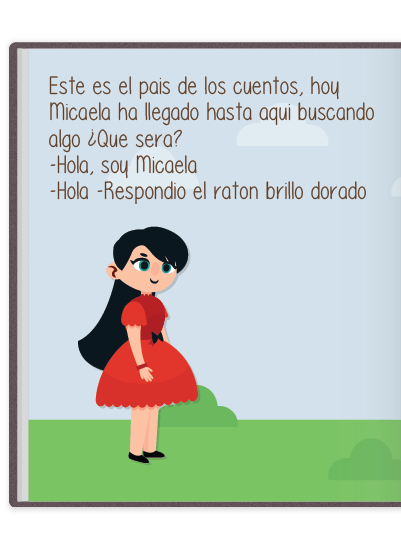 Este es el pais de los cuentos, hoy
Micaela ha llegado hasta aqui buscando
algo ¿Que sera?
-Hola, soy Micaela
-Hola -Respondio el raton brillo dorado